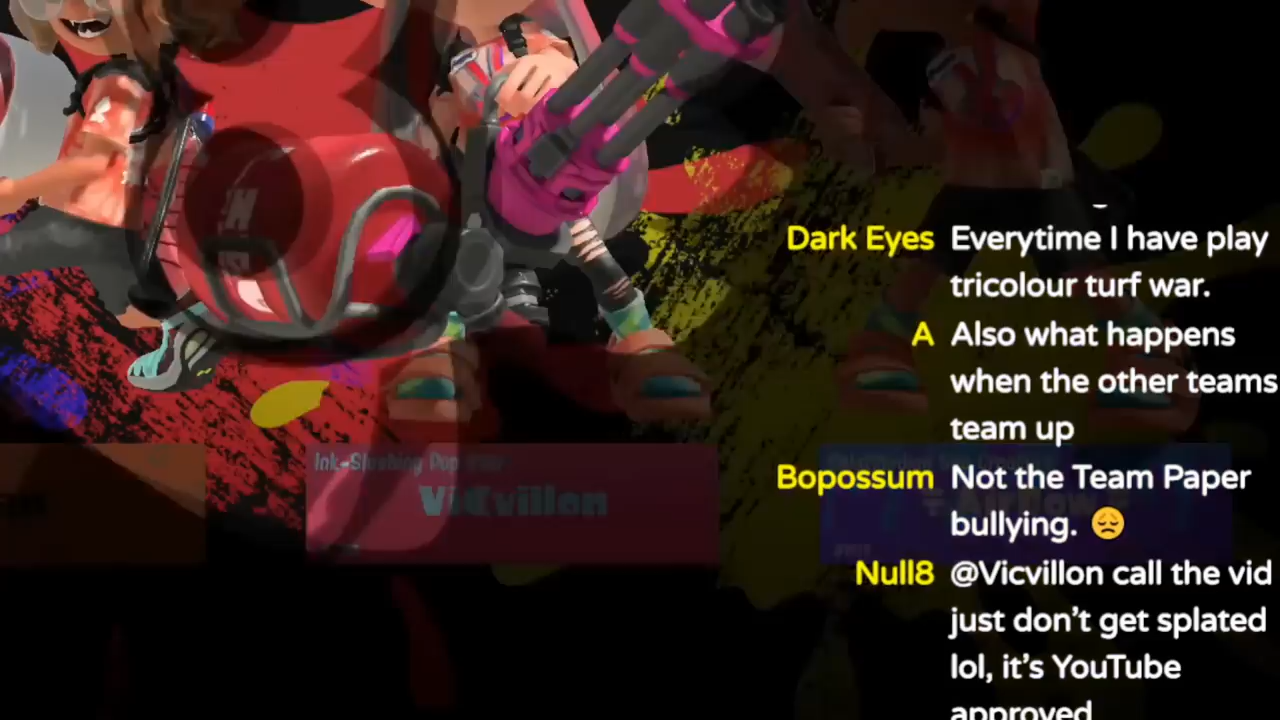 Dark Eyes Everytime I have play
tricolour turf war.
A Also what happens
when the other teams
team up
Bopossum Not the Team Paper
bullying. 😞
Null8 @Vicvillon call the vid
just don't get splated
lol, it's YouTube
approved
Ink-Slushing
ViCvillon